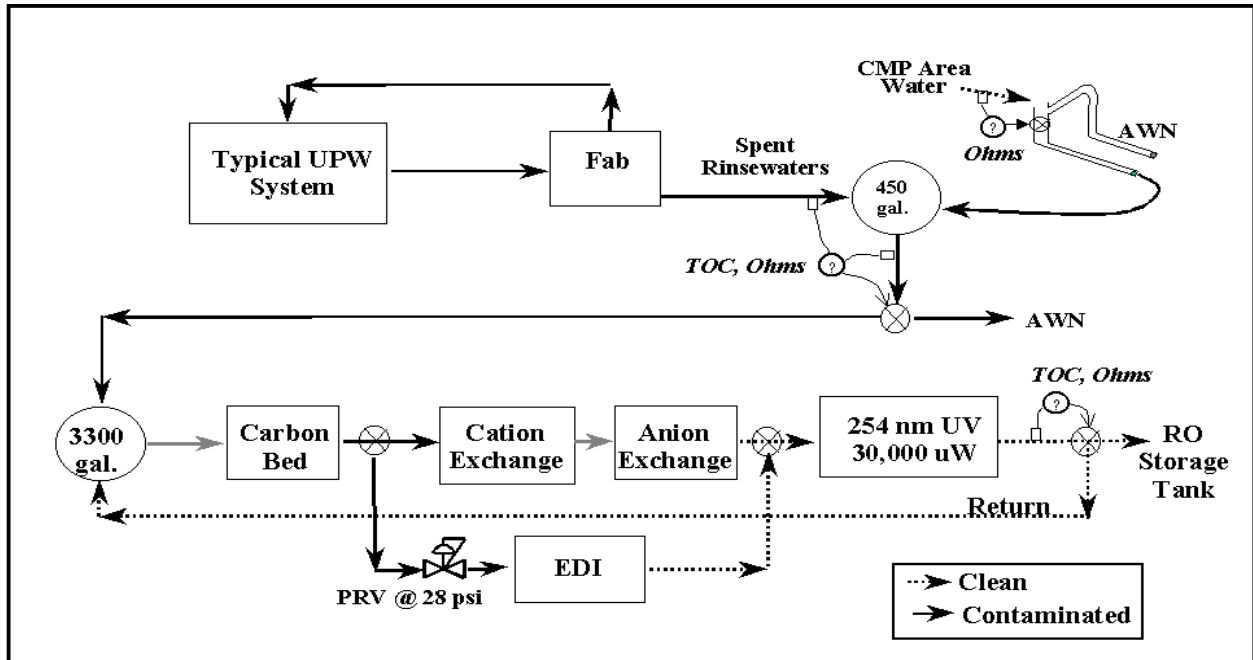 CMP Area
Water
AWN
?
Ohms
Typical UPW
System
Fab
Spent
Rinsewaters
450
gal.
TOC, Ohms
?
AWN
TOC, Ohms
?
3300
gal.
Carbon
Bed
Cation
Exchange
Anion
Exchange
254 nm UV
30,000 uW
RO
Storage
Tank
Return
EDI
PRV @ 28 psi
Clean
Contaminated